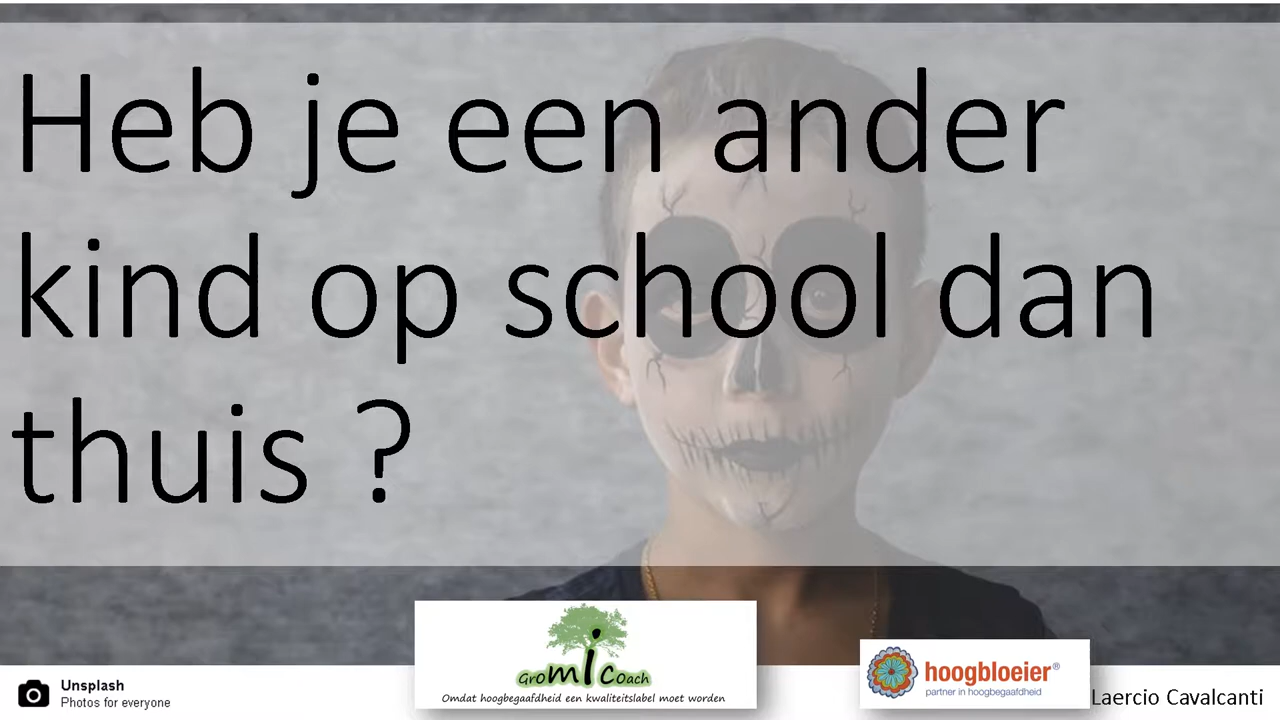 Heb je een ander
kind op school dan
thuis ?
Unsplash
Photos for everyone
GromiCoach
Omdat hoogbegaafdheid een kwaliteitslabel moet worden
hoogbloeier®
partner in hoogbegaafdheid
Laercio Cavalcanti